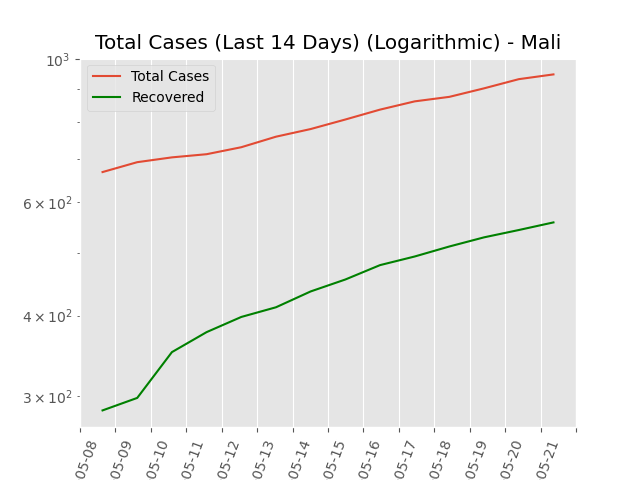 Total Cases (Last 14 Days) (Logarithmic) - Mali
10³
Total Cases
Recovered
6 × 10²
4 × 10²
3 × 10²
05-08
05-09
05-10
05-11
05-12
05-13
05-14
05-15
05-16
05-17
05-18
05-19
05-20
05-21